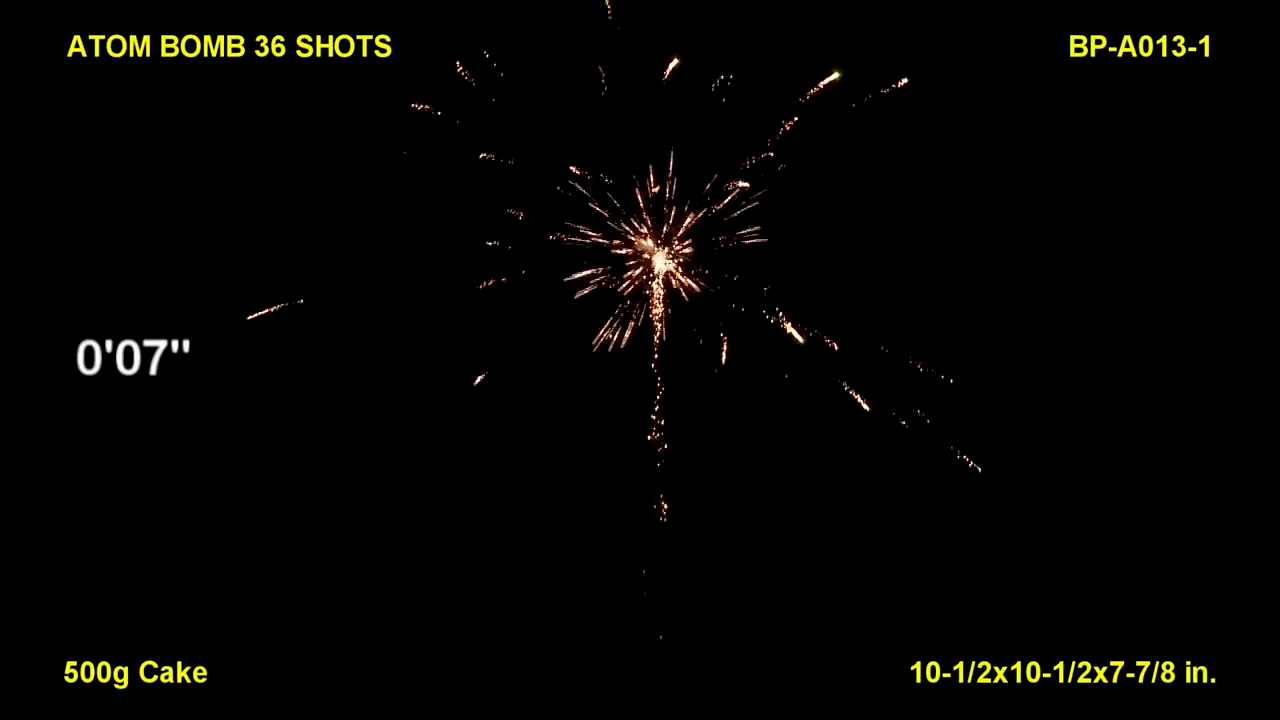 ATOM BOMB 36 SHOTS
BP-A013-1
0'07"
500g Cake
10-1/2x10-1/2x7-7/8 in.